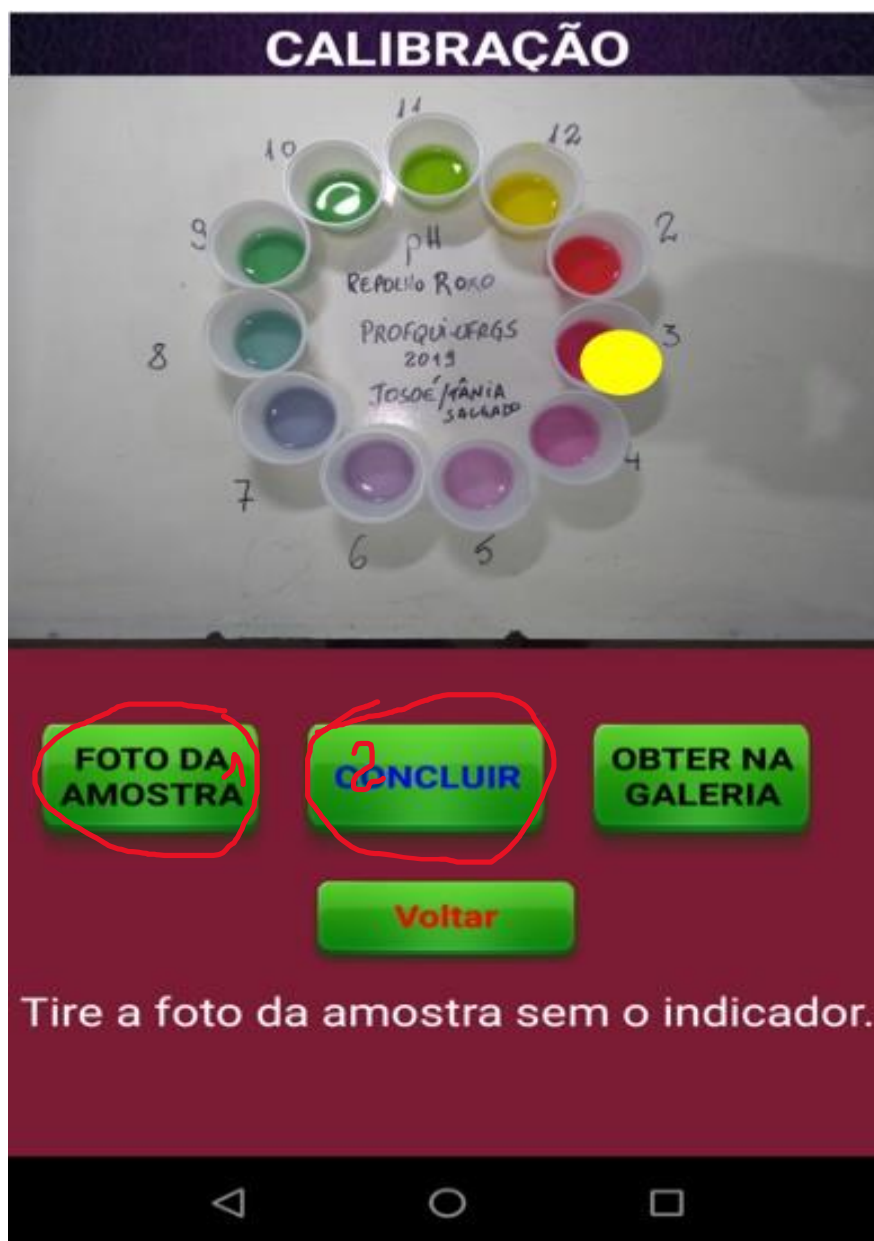 CALIBRAÇÃO
11
10
12
9
2
pH
REPOLHO ROXO
8
PROFQUI-UFRGS
3
2019
JOSOÉ/TÂNIA
SALGADO
7
4
6
5
FOTO DA
AMOSTRA
1
2
CONCLUIR
OBTER NA
GALERIA
Voltar
Tire a foto da amostra sem o indicador.